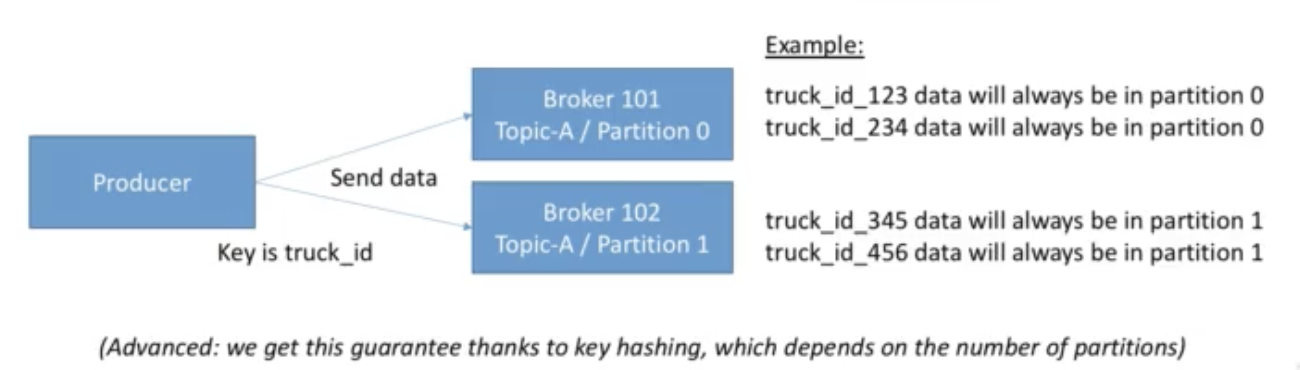 Example:
Broker 101
Topic-A / Partition 0
truck_id_123 data will always be in partition 0
truck_id_234 data will always be in partition 0
Producer
Send data
Broker 102
Topic-A / Partition 1
truck_id_345 data will always be in partition 1
truck_id_456 data will always be in partition 1
Key is truck_id
(Advanced: we get this guarantee thanks to key hashing, which depends on the number of partitions)